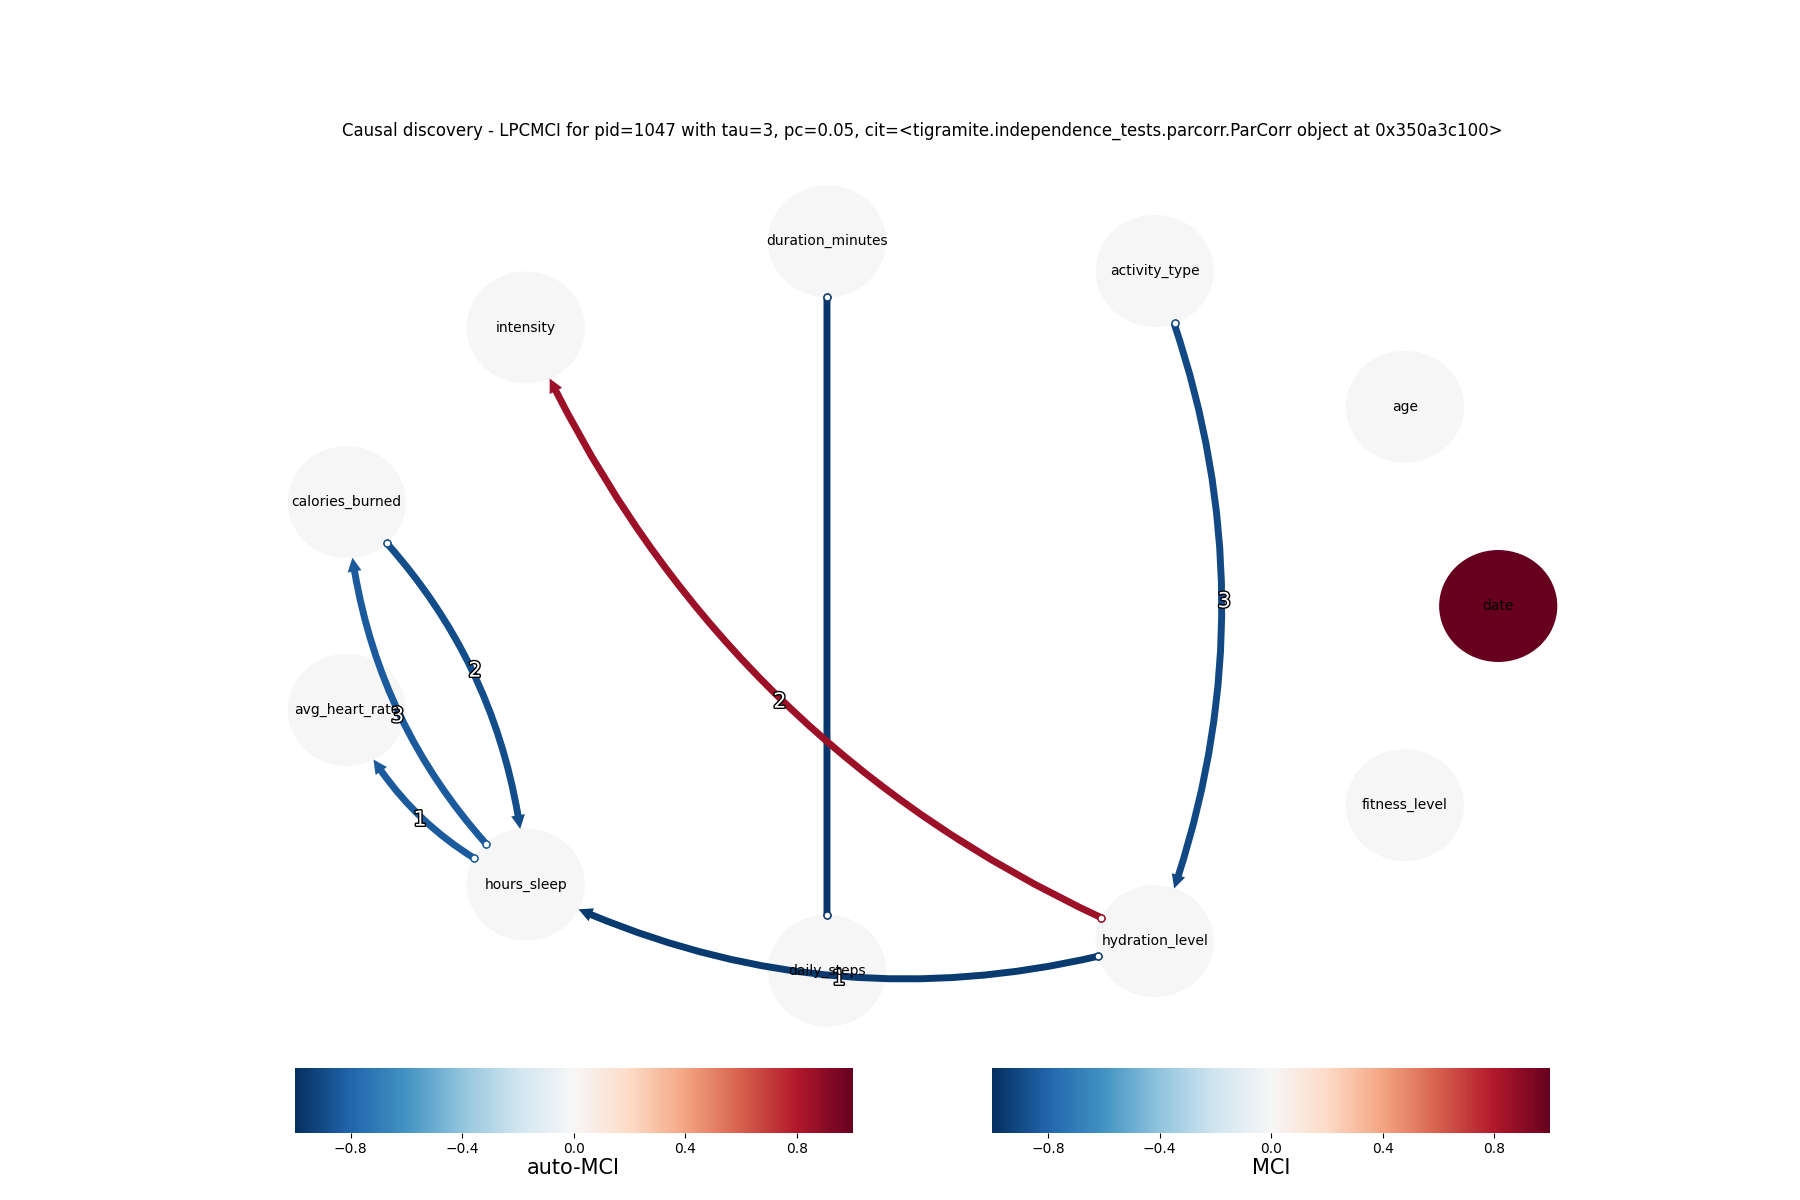 Causal discovery - LPCMCI for pid=1047 with tau=3, pc=0.05, cit=<tigramite.independence_tests.parcorr.ParCorr object at 0x350a3c100>
duration_minutes
activity_type
intensity
age
calories_burned
date
3
2
2
avg_heart_rate
3
fitness_level
1
hours_sleep
hydration_level
daily_steps
1
−0.8 −0.4 0.0 0.4 0.8
auto-MCI
−0.8 −0.4 0.0 0.4 0.8
MCI